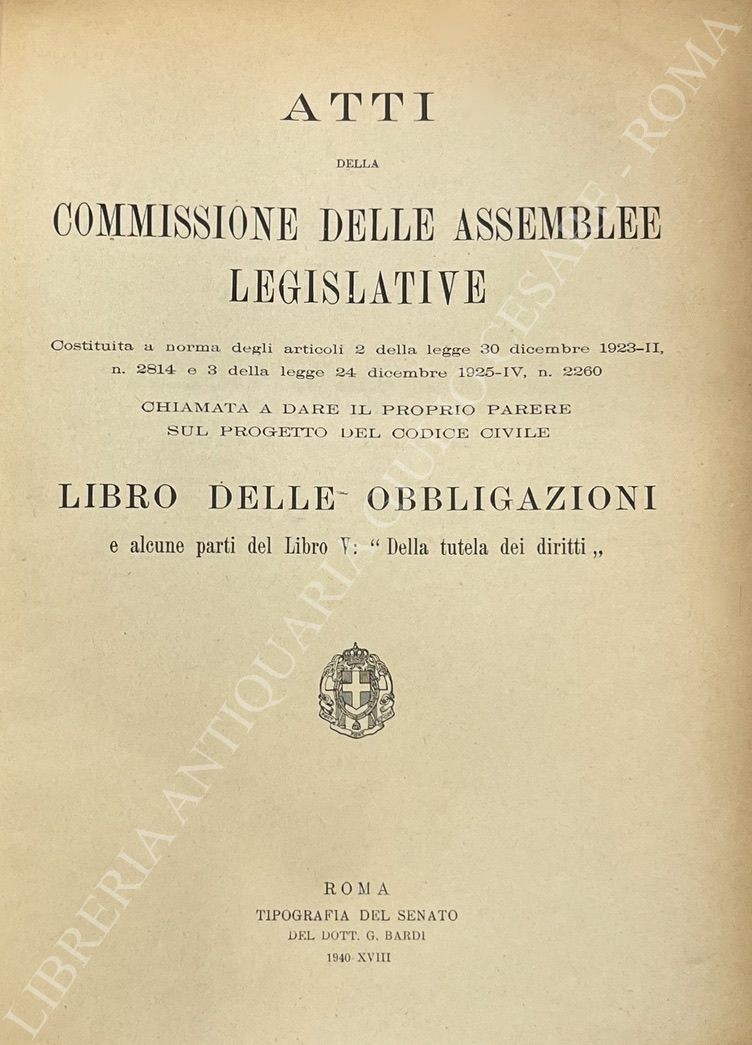 ATTI
DELLA
COMMISSIONE DELLE ASSEMBLEE
LEGISLATIVE
Costituita a norma degli articoli 2 della legge 30 dicembre 1923-II,
n. 2814 e 3 della legge 24 dicembre 1925-IV, n. 2260
CHIAMATA A DARE IL PROPRIO PARERE
SUL PROGETTO DEL CODICE CIVILE
LIBRO DELLE OBBLIGAZIONI
e alcune parti del Libro V: “ Della tutela dei diritti „
ROMA
TIPOGRAFIA DEL SENATO
DEL DOTT. G. BARDI
1940-XVIII
LIBRERIA ANTIQUARIA GIULIO CESARE - ROMA